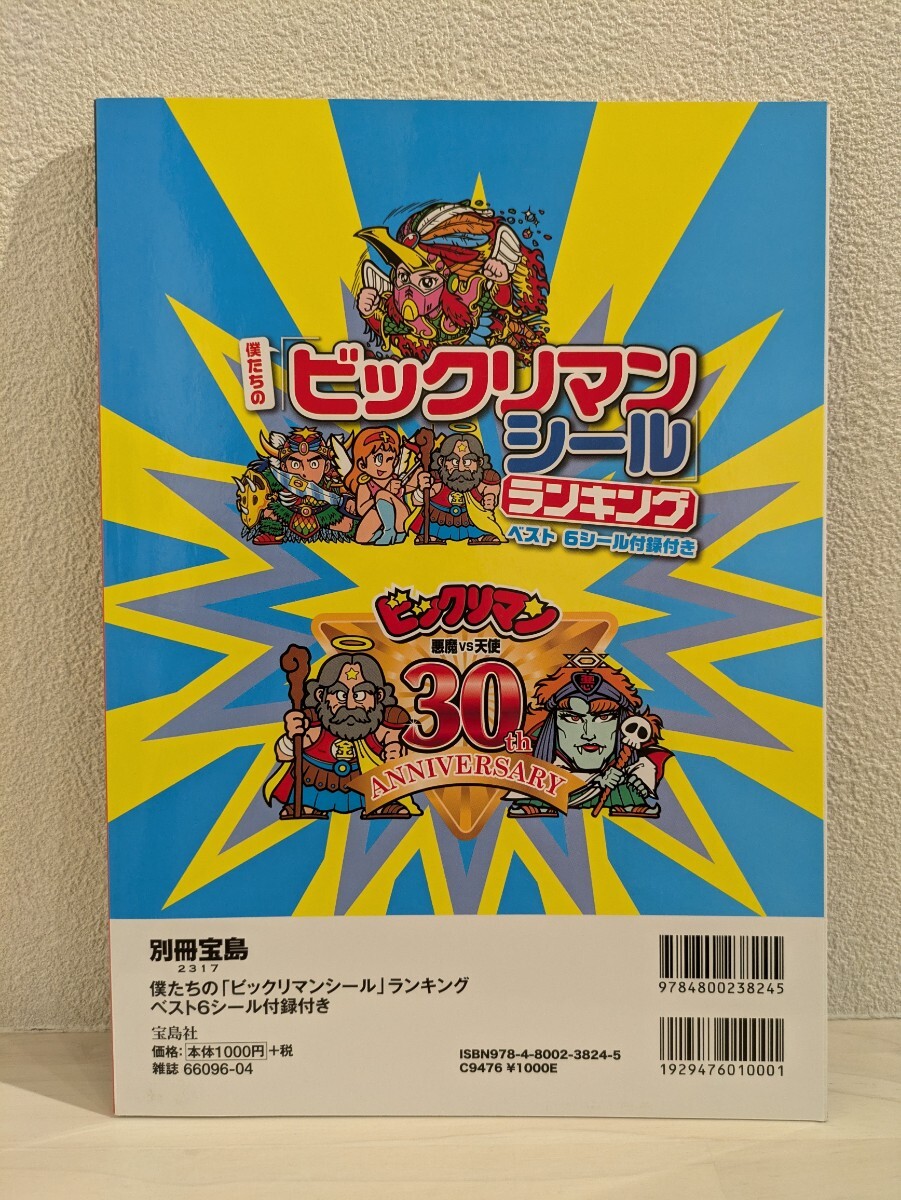 僕たちの
「ビックリマン
シール」
ランキング
ベスト 6シール付録付き
金
ビックリマン
悪魔VS天使
30th
ANNIVERSARY
金
悪
別冊宝島
2317
僕たちの「ビックリマンシール」ランキング
ベスト6シール付録付き
宝島社
価格：本体1000円+税
雑誌 66096-04
ISBN978-4-8002-3824-5
C9476 ¥1000E
9784800238245
1929476010001